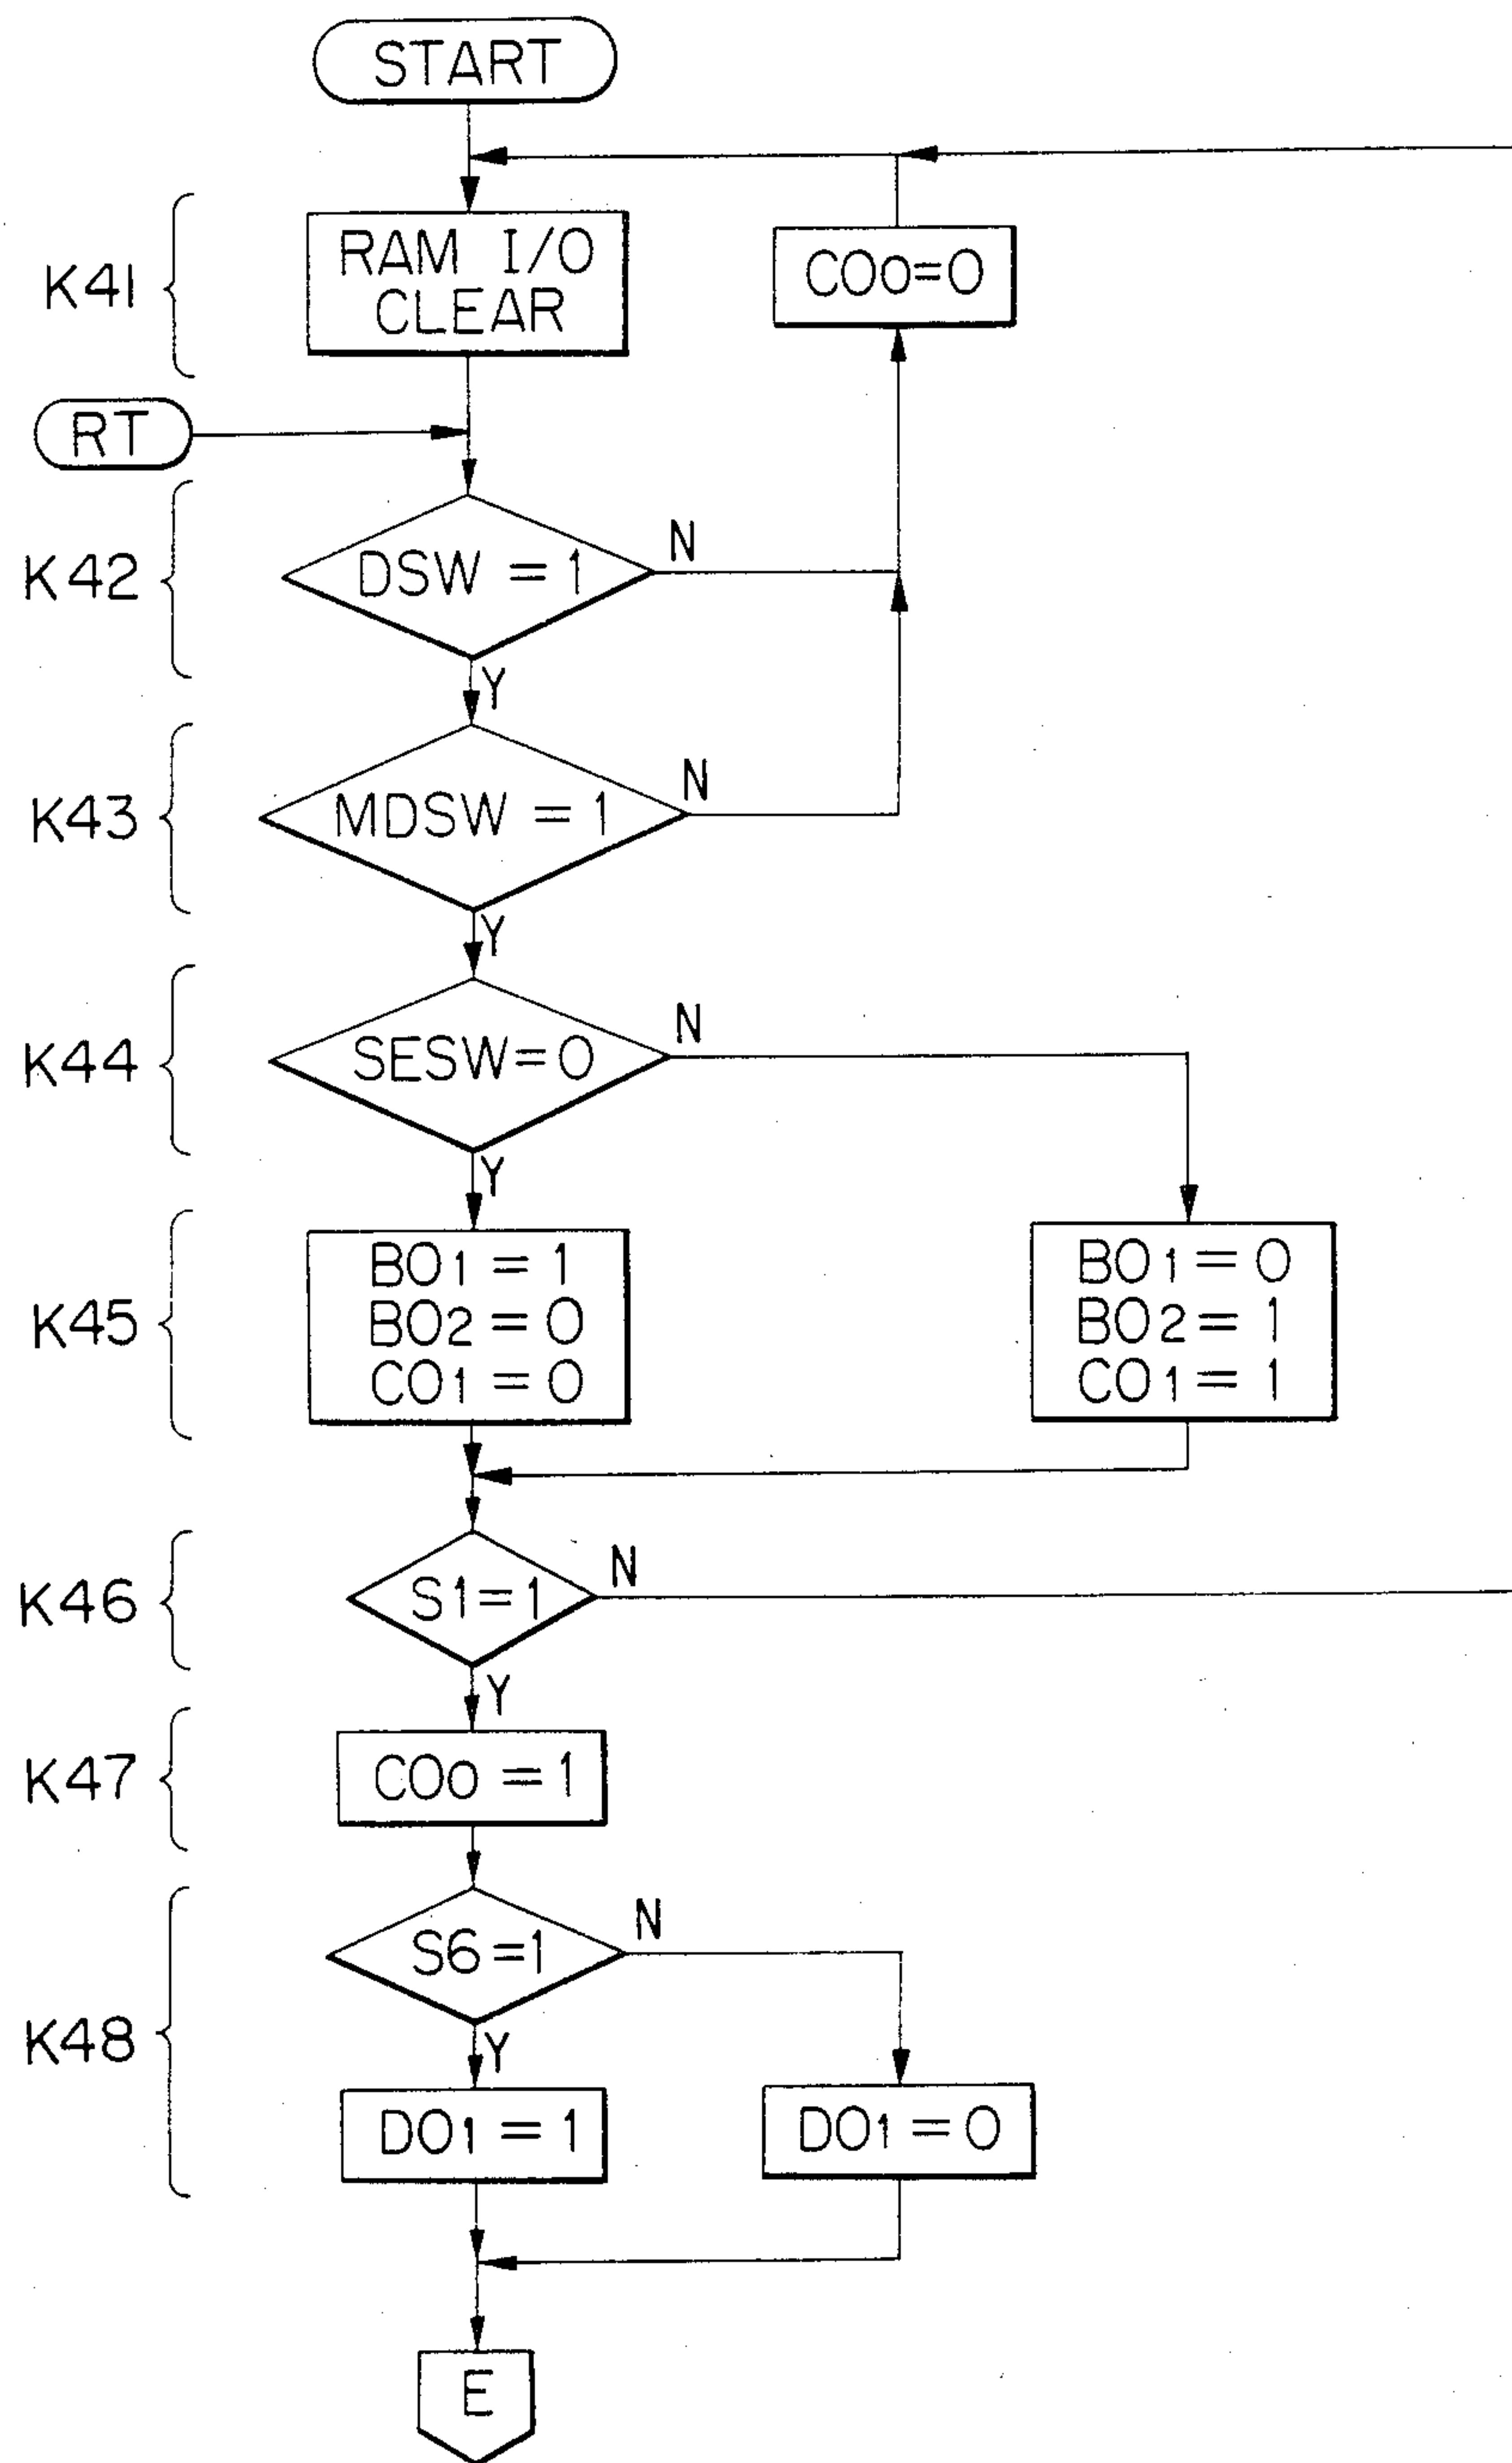 START
K41
RAM I/O
CLEAR
CO0=0
RT
K42
DSW = 1
N
Y
K43
MDSW = 1
N
Y
K44
SESW=0
N
Y
K45
BO1 = 1
BO2 = 0
CO1 = 0
BO1 = 0
BO2 = 1
CO1 = 1
K46
S1=1
N
Y
K47
CO0 = 1
K48
S6=1
N
Y
DO1 = 1
DO1 = 0
E